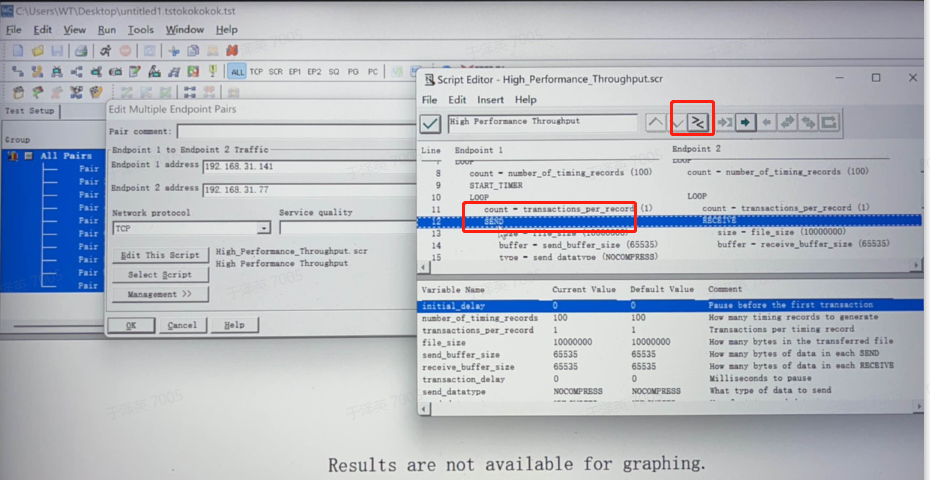 C:\Users\WT\Desktop\untitled1.tstokokokok.tst
File Edit View Run Tools Window Help
ALL TCP SCR EP1 EP2 SQ PG PC
Test Setup
Group
All Pairs
Pair
Pair
Pair
Pair
Pair
Pair
Pair
Pair
Pair
Pair
Edit Multiple Endpoint Pairs
Pair comment:
Endpoint 1 to Endpoint 2 Traffic
Endpoint 1 address 192.168.31.141
Endpoint 2 address 192.168.31.77
Network protocol Service quality
TCP
Edit This Script High_Performance_Throughput.scr
High Performance Throughput
Select Script
Management >>
OK Cancel Help
Script Editor - High_Performance_Throughput.scr
File Edit Insert Help
High Performance Throughput
Line Endpoint 1 Endpoint 2
7 LOOP LOOP
8 count = number_of_timing_records (100) count = number_of_timing_records (100)
9 START_TIMER
10 LOOP LOOP
11 count = transactions_per_record (1) count = transactions_per_record (1)
12 SEND RECEIVE
13 size = file_size (10000000) size = file_size (10000000)
14 buffer = send_buffer_size (65535) buffer = receive_buffer_size (65535)
15 type = send_datatype (NOCOMPRESS)
Variable Name Current Value Default Value Comment
initial_delay 0 0 Pause before the first transaction
number_of_timing_records 100 100 How many timing records to generate
transactions_per_record 1 1 Transactions per timing record
file_size 10000000 10000000 How many bytes in the transferred file
send_buffer_size 65535 65535 How many bytes of data in each SEND
receive_buffer_size 65535 65535 How many bytes of data in each RECEIVE
transaction_delay 0 0 Milliseconds to pause
send_datatype NOCOMPRESS NOCOMPRESS What type of data to send
Results are not available for graphing.